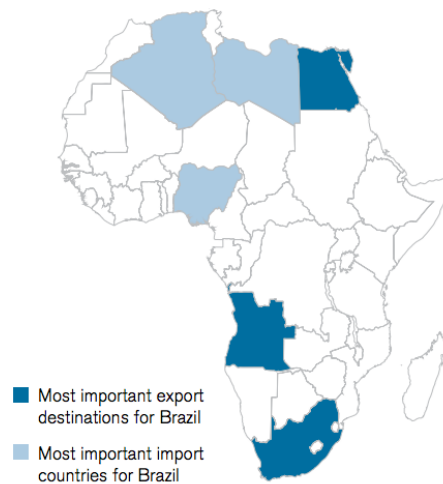 Most important export
destinations for Brazil
Most important import
countries for Brazil